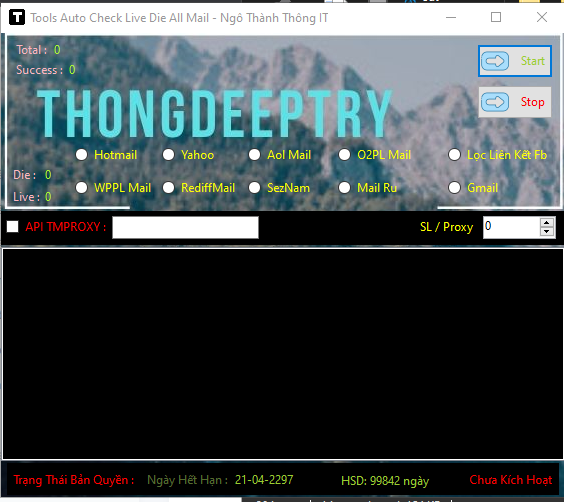 Tools Auto Check Live Die All Mail - Ngô Thành Thông IT
Total : 0
Start
Success : 0
THONGDEEPTRY
Stop
Hotmail Yahoo Aol Mail O2PL Mail Lọc Liên Kết Fb
Die : 0
WPPL Mail RediffMail SezNam Mail Ru Gmail
Live : 0
API TMPROXY : SL / Proxy 0
Trạng Thái Bản Quyền : Ngày Hết Hạn : 21-04-2297 HSD: 99842 ngày Chưa Kích Hoạt